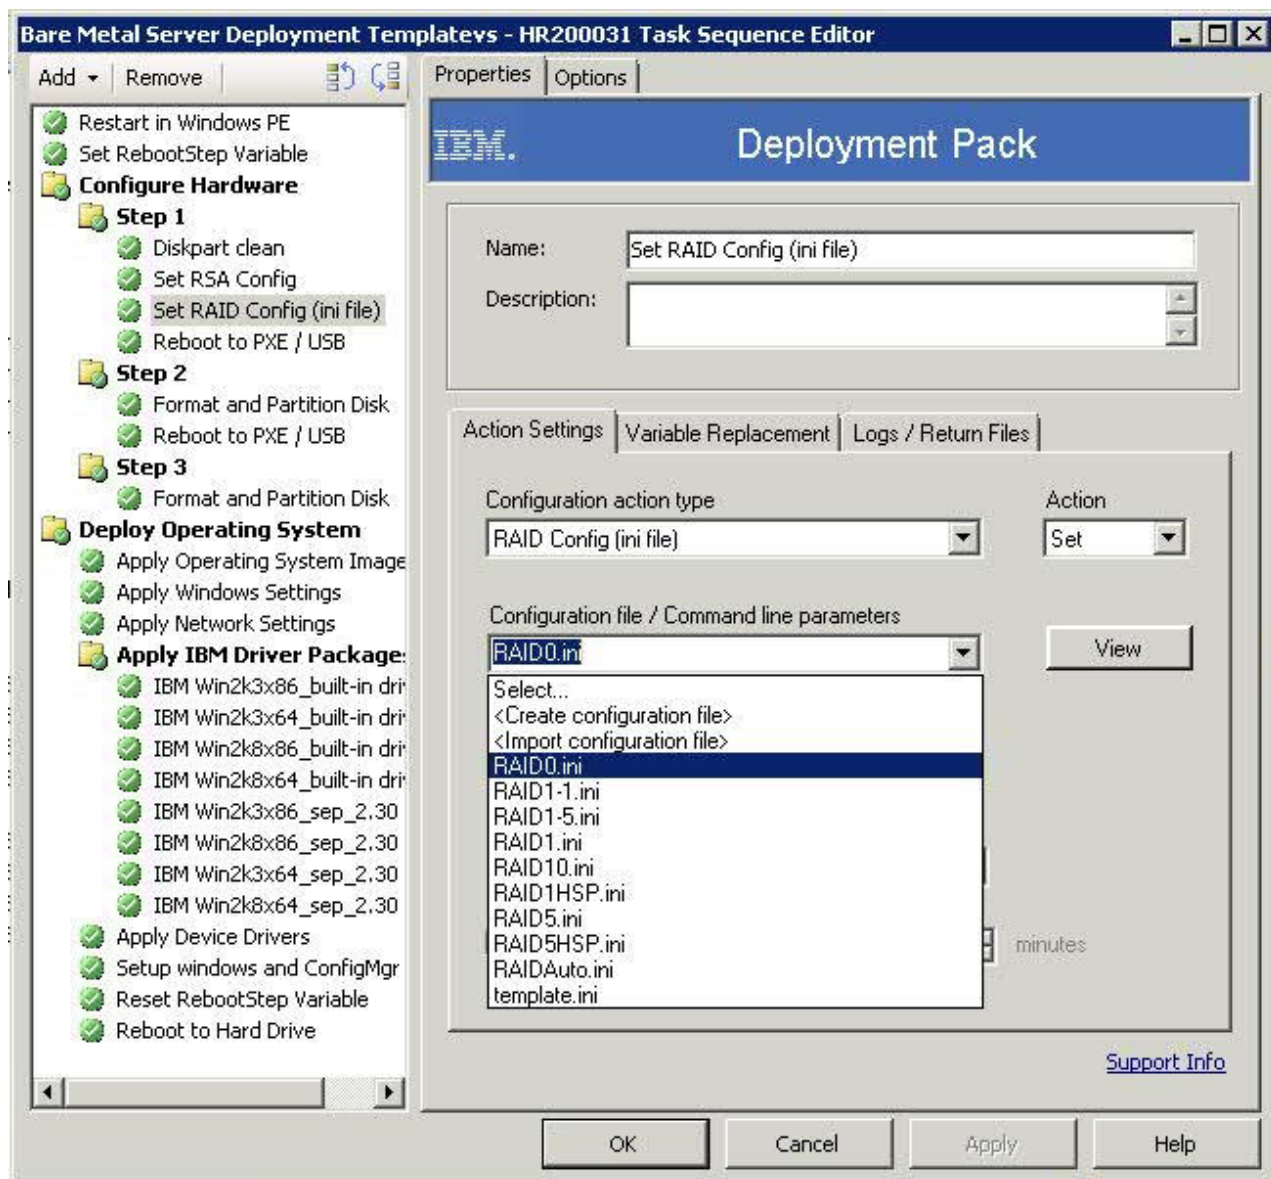 Bare Metal Server Deployment Templatevs - HR200031 Task Sequence Editor
Add Remove
Restart in Windows PE
Set RebootStep Variable
Configure Hardware
Step 1
Diskpart clean
Set RSA Config
Set RAID Config (ini file)
Reboot to PXE / USB
Step 2
Format and Partition Disk
Reboot to PXE / USB
Step 3
Format and Partition Disk
Deploy Operating System
Apply Operating System Image
Apply Windows Settings
Apply Network Settings
Apply IBM Driver Package
IBM Win2k3x86_built-in dri
IBM Win2k3x64_built-in dri
IBM Win2k8x86_built-in dri
IBM Win2k8x64_built-in dri
IBM Win2k3x86_sep_2.30
IBM Win2k8x86_sep_2.30
IBM Win2k3x64_sep_2.30
IBM Win2k8x64_sep_2.30
Apply Device Drivers
Setup windows and ConfigMgr
Reset RebootStep Variable
Reboot to Hard Drive
Properties Options
IBM. Deployment Pack
Name: Set RAID Config (ini file)
Description:
Action Settings Variable Replacement Logs / Return Files
Configuration action type Action
RAID Config (ini file) Set
Configuration file / Command line parameters
RAID0.ini View
Select...
<Create configuration file>
<Import configuration file>
RAID0.ini
RAID1-1.ini
RAID1-5.ini
RAID1.ini
RAID10.ini
RAID1HSP.ini
RAID5.ini
RAID5HSP.ini
minutes
RAIDAuto.ini
template.ini
Support Info
OK Cancel Apply Help